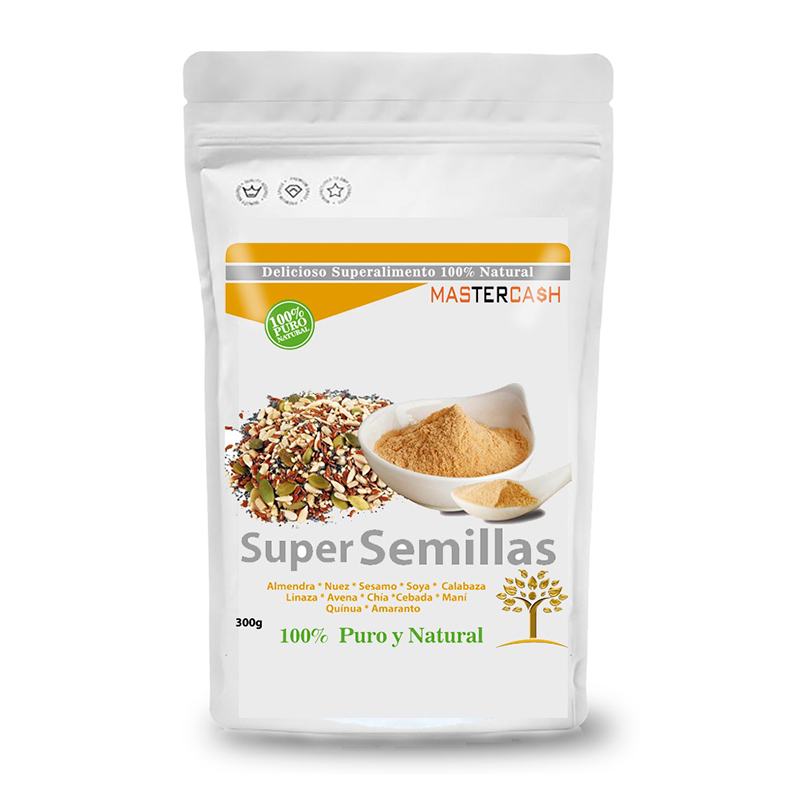 Delicioso Superalimento 100% Natural
MASTERCA$H
100%
PURO
NATURAL
Super Semillas
Almendra * Nuez * Sesamo * Soya * Calabaza
Linaza * Avena * Chía *Cebada * Maní
Quínua * Amaranto
300g
100% Puro y Natural